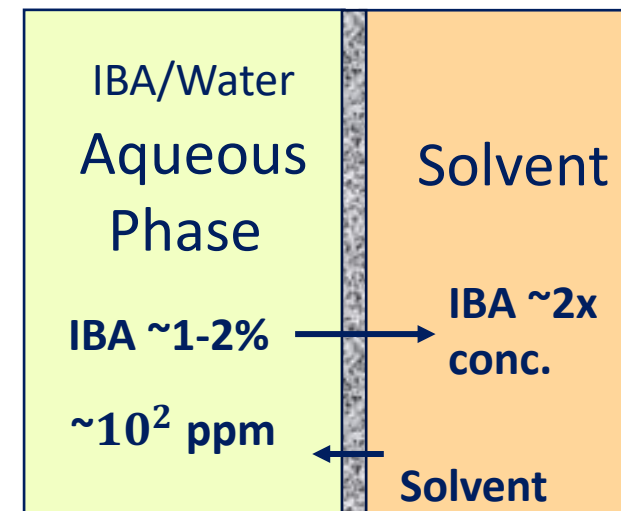 IBA/Water
Aqueous
Phase
IBA ~1-2%
~10² ppm
Solvent
IBA ~2x
conc.
Solvent